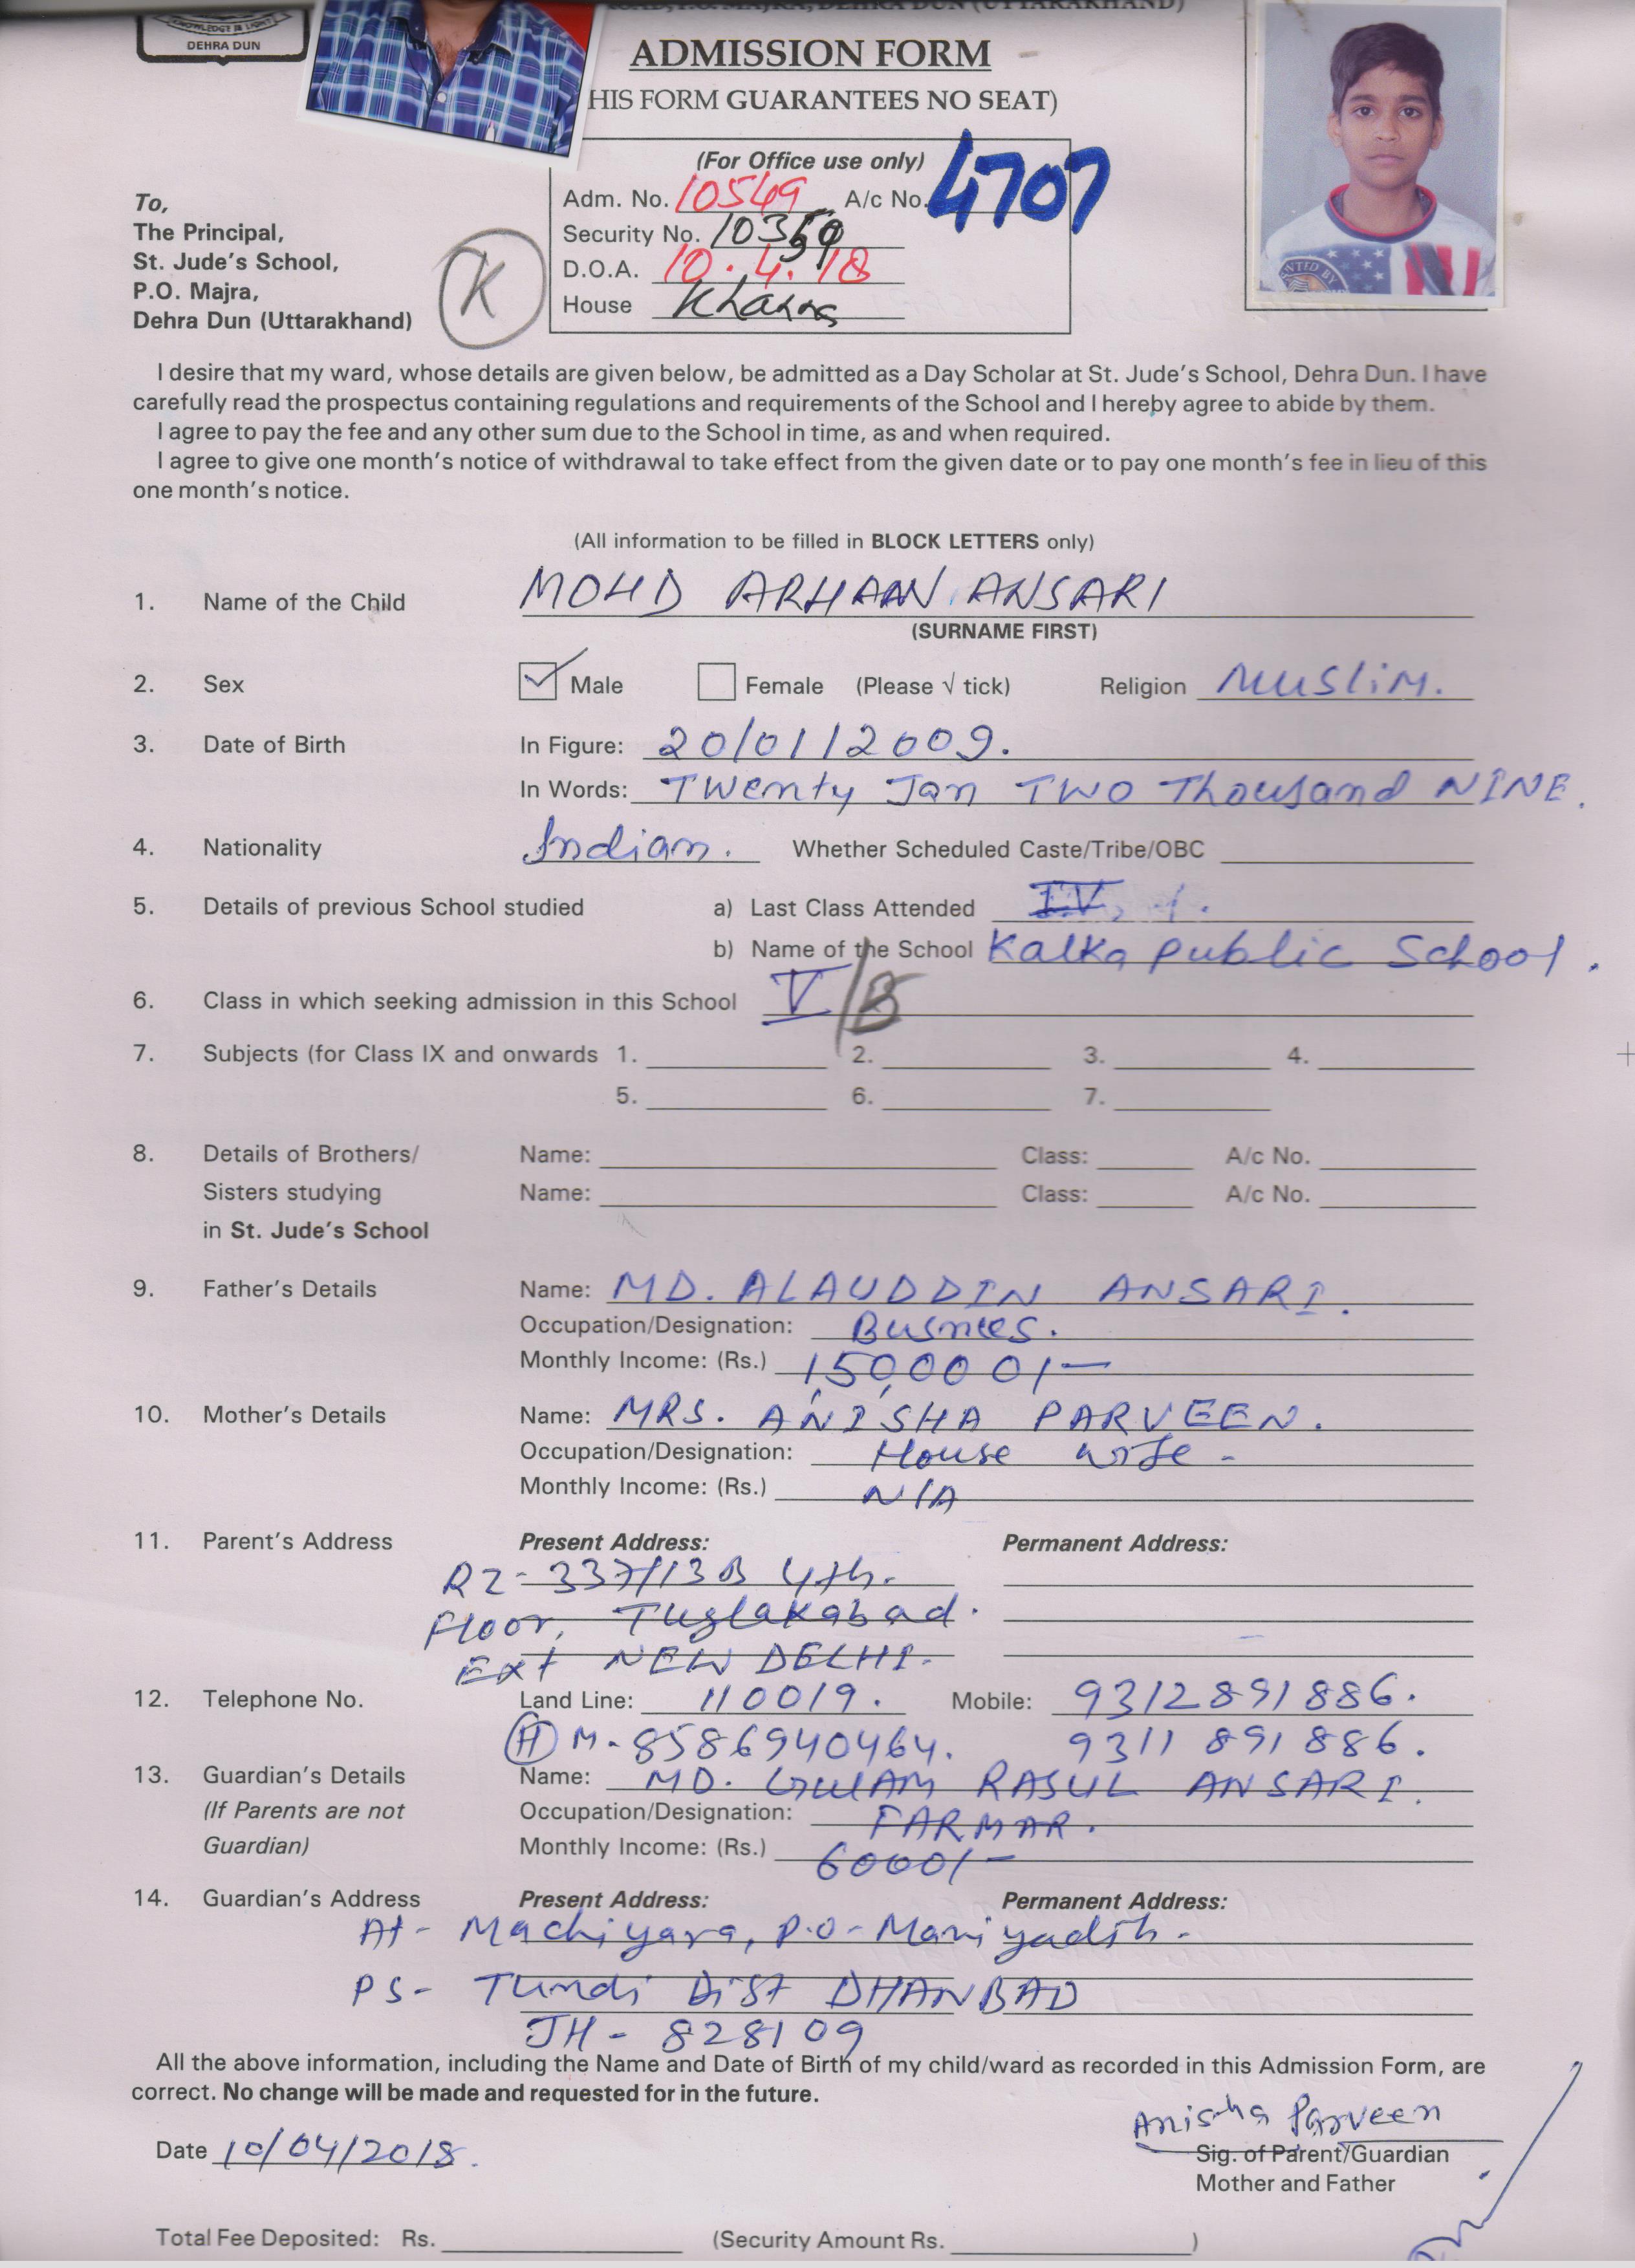 KNOWLEDGE IS LIGHT
DEHRA DUN
ROAD, P.O. MAJRA, DEHRA DUN (UTTARAKHAND)
ADMISSION FORM
HIS FORM GUARANTEES NO SEAT)
(For Office use only)
Adm. No. 10549 A/c No. 4707
Security No.
D.O.A. 10.4.18
House
K
To,
The Principal,
St. Jude's School,
P.O. Majra,
Dehra Dun (Uttarakhand)
I desire that my ward, whose details are given below, be admitted as a Day Scholar at St. Jude's School, Dehra Dun. I have
carefully read the prospectus containing regulations and requirements of the School and I hereby agree to abide by them.
I agree to pay the fee and any other sum due to the School in time, as and when required.
I agree to give one month's notice of withdrawal to take effect from the given date or to pay one month's fee in lieu of this
one month's notice.
(All information to be filled in BLOCK LETTERS only)
1. Name of the Child MOHD ARHAAN ANSARI
(SURNAME FIRST)
2. Sex Male Female (Please √ tick) Religion MUSLIM.
3. Date of Birth In Figure: 20/01/2009.
In Words: TWenty Jan TWO Thousand NINE.
4. Nationality Indian. Whether Scheduled Caste/Tribe/OBC
5. Details of previous School studied a) Last Class Attended IV
b) Name of the School Kalka Public School.
6. Class in which seeking admission in this School V/B
7. Subjects (for Class IX and onwards 1. 2. 3. 4.
5. 6. 7.
8. Details of Brothers/ Name: Class: A/c No.
Sisters studying Name: Class: A/c No.
in St. Jude's School
9. Father's Details Name: MD. ALAUDDIN ANSARI.
Occupation/Designation: Busnies.
Monthly Income: (Rs.) 1,50,000/-
10. Mother's Details Name: MRS. ANISHA PARVEEN.
Occupation/Designation: House wife -
Monthly Income: (Rs.) N/A
11. Parent's Address Present Address: Permanent Address:
RZ-337/13B 4th.
Floor, Tuglakabad.
Ext NEW DELHI.
12. Telephone No. Land Line: 110019. Mobile: 9312891886.
(H) M-8586940464. 9311891886.
13. Guardian's Details Name: MD. GULAM RASUL ANSARI.
(If Parents are not Occupation/Designation: FARMAR.
Guardian) Monthly Income: (Rs.) 6000/-
14. Guardian's Address Present Address: Permanent Address:
At- Machiyara, P.O- Maniyadih.
PS- Tundi Dist DHANBAD
JH- 828109
All the above information, including the Name and Date of Birth of my child/ward as recorded in this Admission Form, are
correct. No change will be made and requested for in the future.
Anisha Parveen
Date 10/04/2018. Sig. of Parent/Guardian
Mother and Father
Total Fee Deposited: Rs. (Security Amount Rs. )